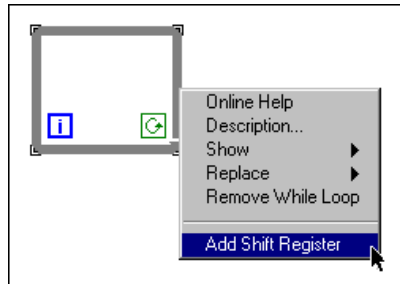 i
Online Help
Description...
Show
Replace
Remove While Loop
Add Shift Register